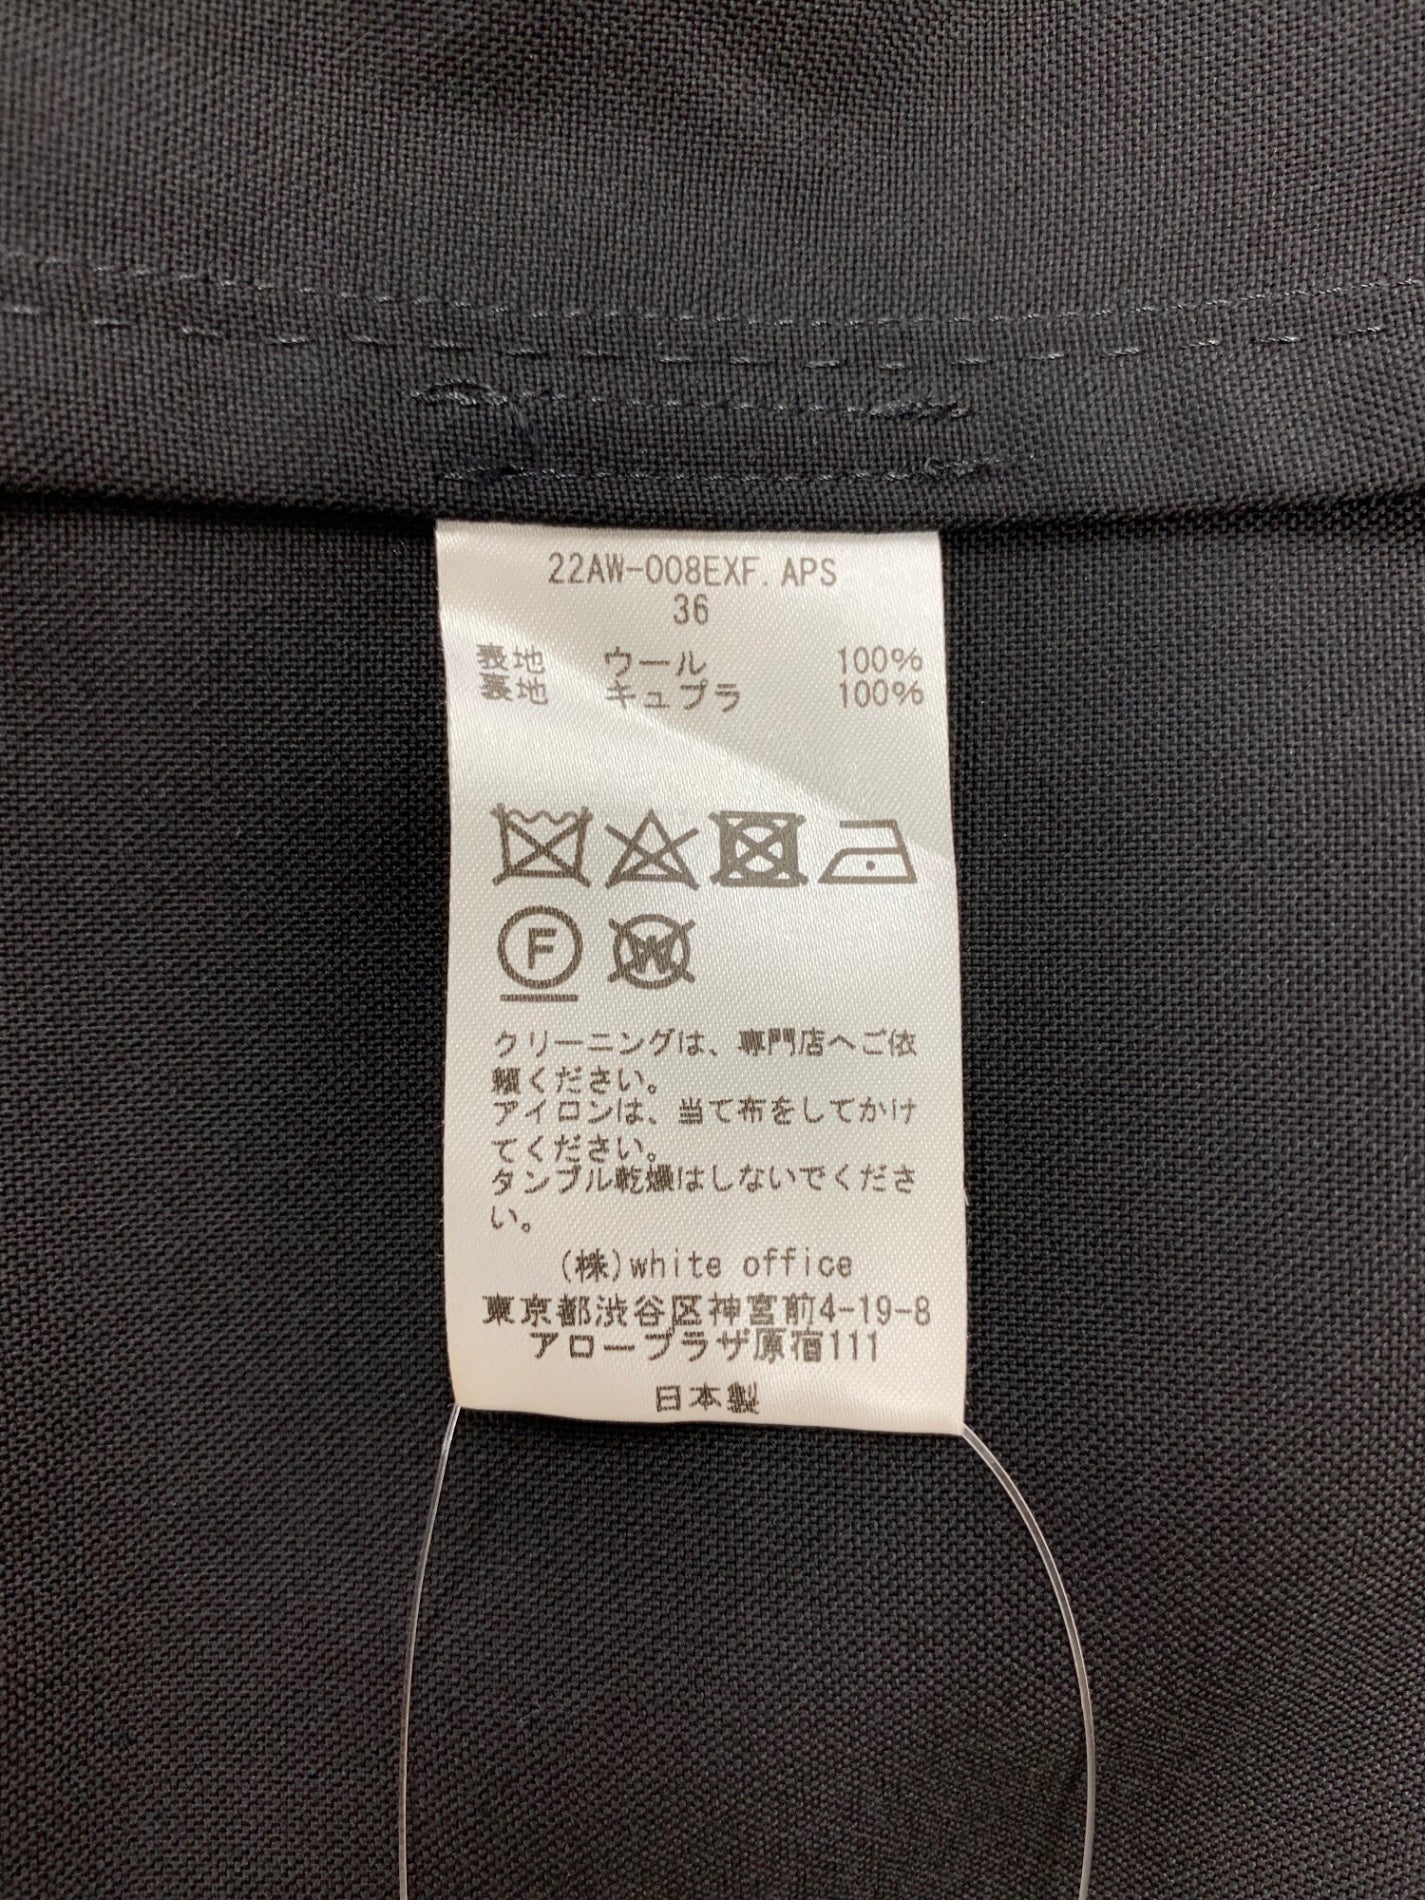 22AW-008EXF.APS
36
表地 ウール 100%
裏地 キュプラ 100%
F
W
クリーニングは、専門店へご依
頼ください。
アイロンは、当て布をしてかけ
てください。
タンブル乾燥はしないでくださ
い。
(株)white office
東京都渋谷区神宮前4-19-8
アロープラザ原宿111
日本製